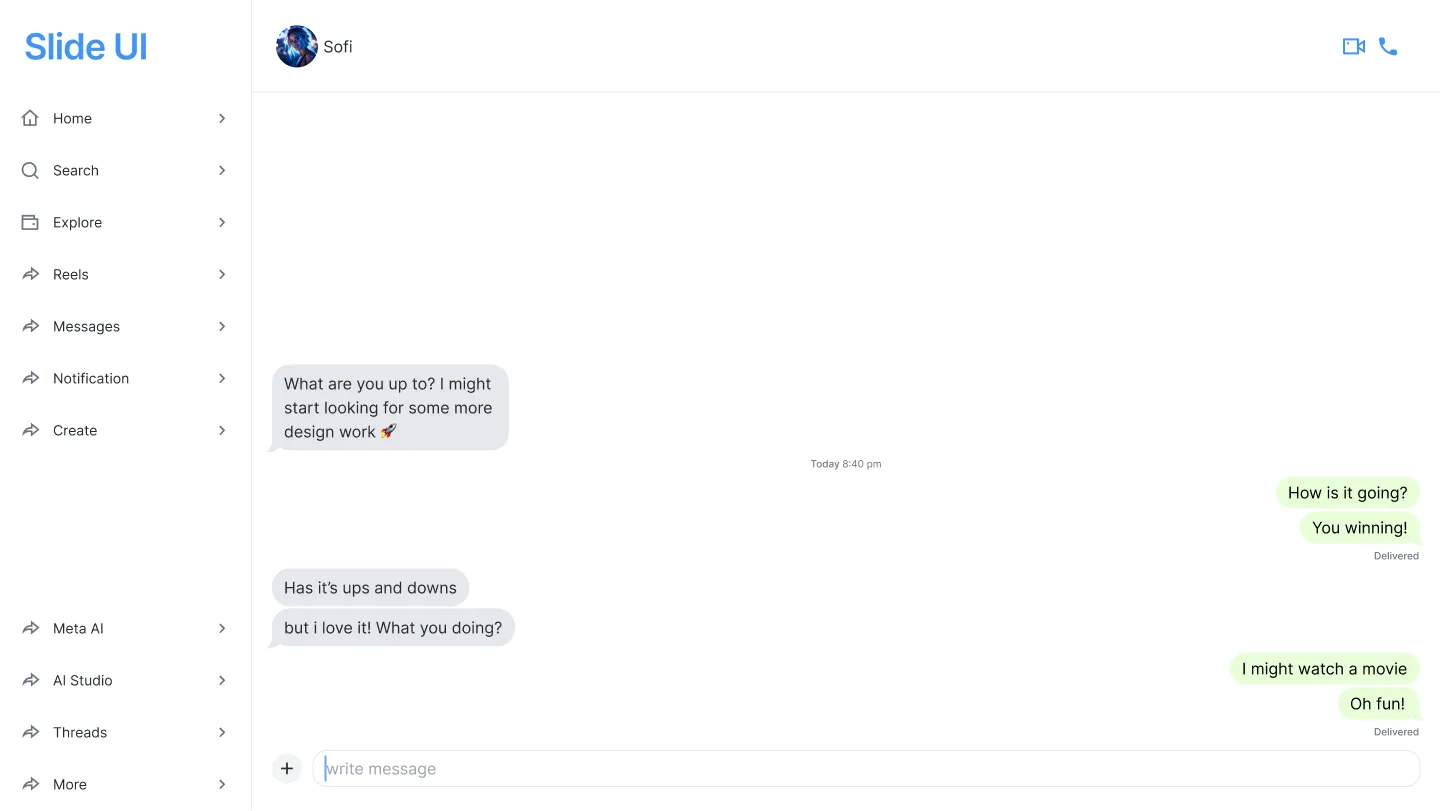 Slide UI
Home
Search
Explore
Reels
Messages
Notification
Create
Meta AI
AI Studio
Threads
More
Sofi
What are you up to? I might
start looking for some more
design work 🚀
Today 8:40 pm
How is it going?
You winning!
Delivered
Has it’s ups and downs
but i love it! What you doing?
I might watch a movie
Oh fun!
Delivered
write message